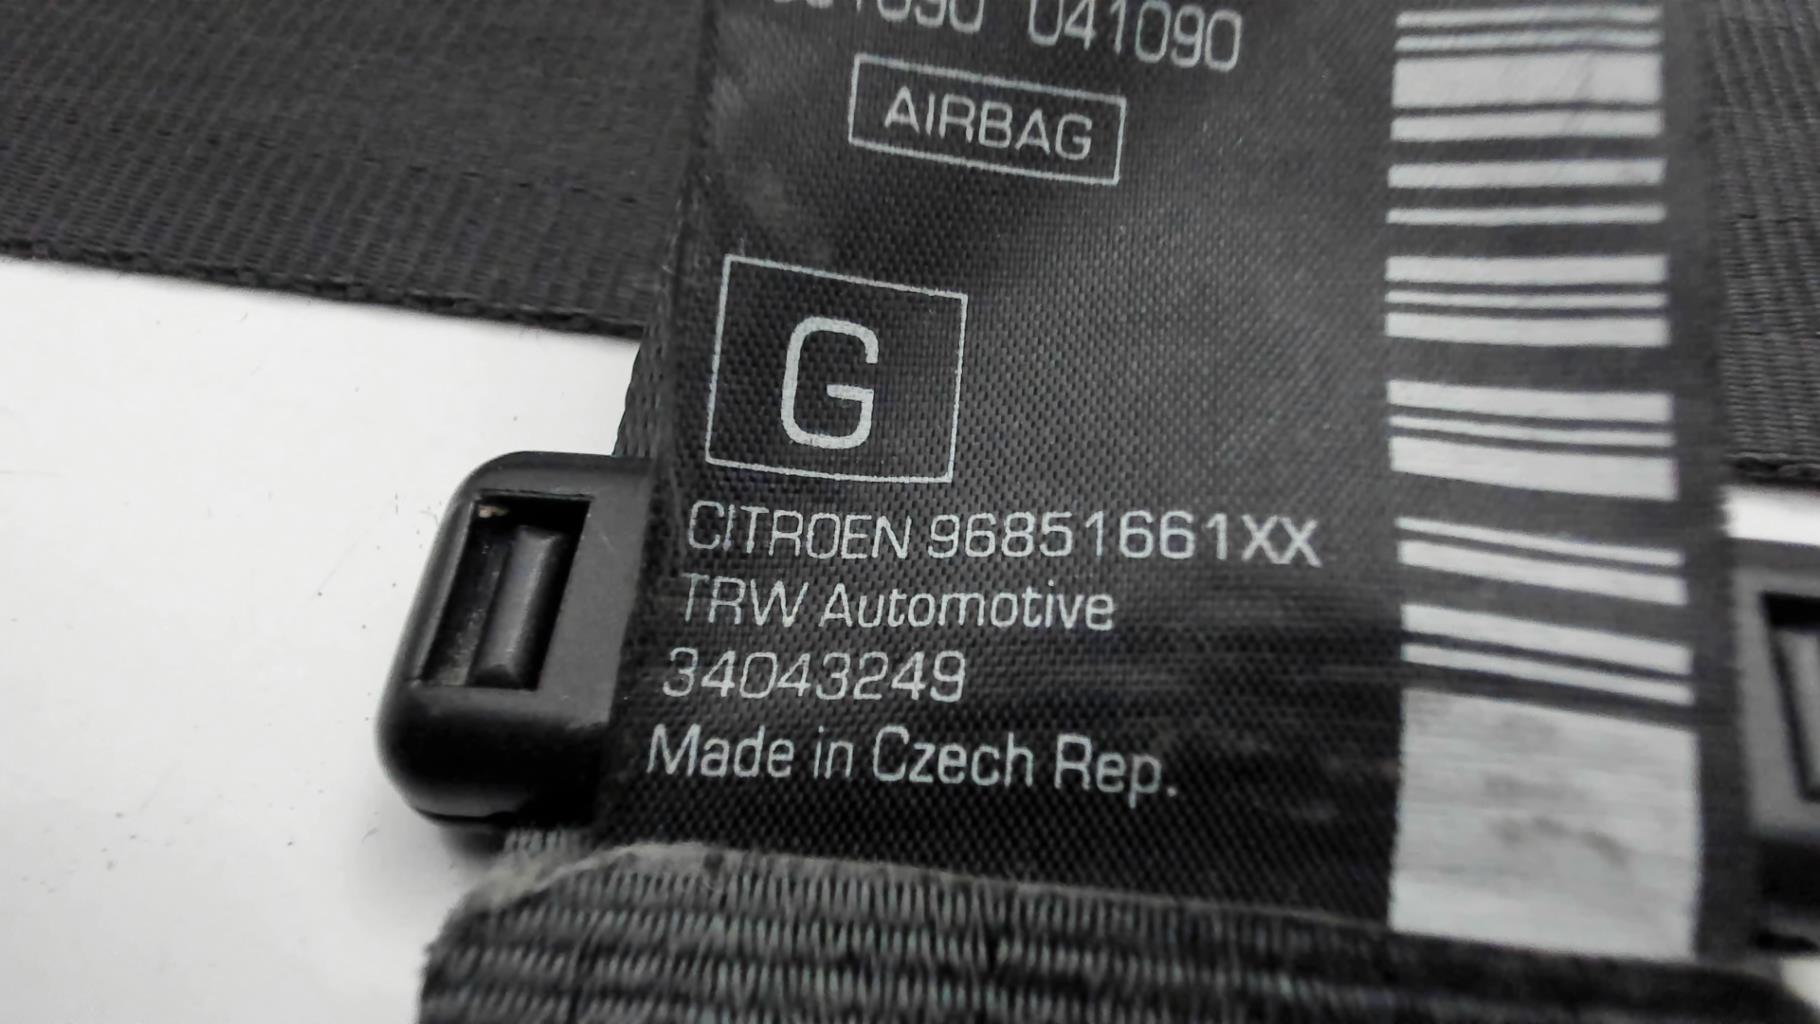 041090
AIRBAG
G
CITROEN 96851661XX
TRW Automotive
34043249
Made in Czech Rep.